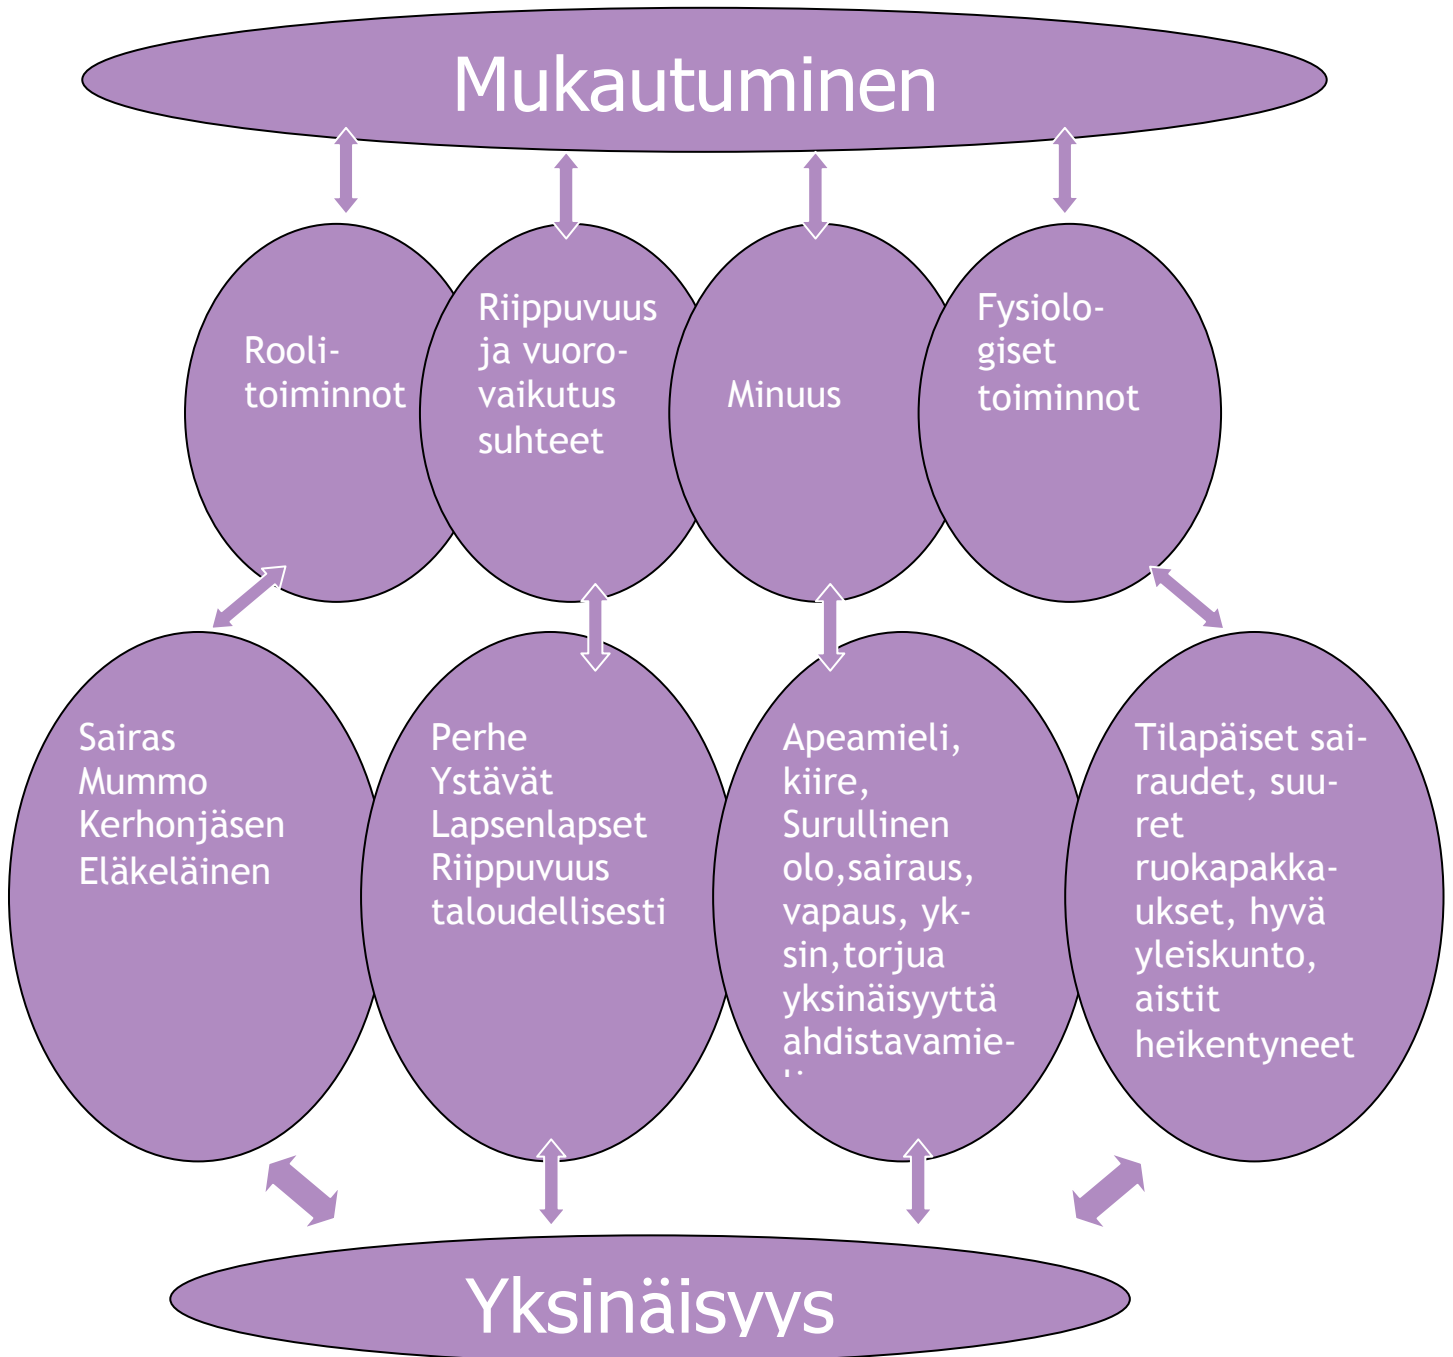 Mukautuminen
Rooli-
toiminnot
Riippuvuus
ja vuoro-
vaikutus
suhteet
Minuus
Fysiolo-
giset
toiminnot
Sairas
Mummo
Kerhonjäsen
Eläkeläinen
Perhe
Ystävät
Lapsenlapset
Riippuvuus
taloudellisesti
Apeamieli,
kiire,
Surullinen
olo,sairaus,
vapaus, yk-
sin,torjua
yksinäisyyttä
ahdistavamie-
Tilapäiset sai-
raudet, suu-
ret
ruokapakka-
ukset, hyvä
yleiskunto,
aistit
heikentyneet
Yksinäisyys